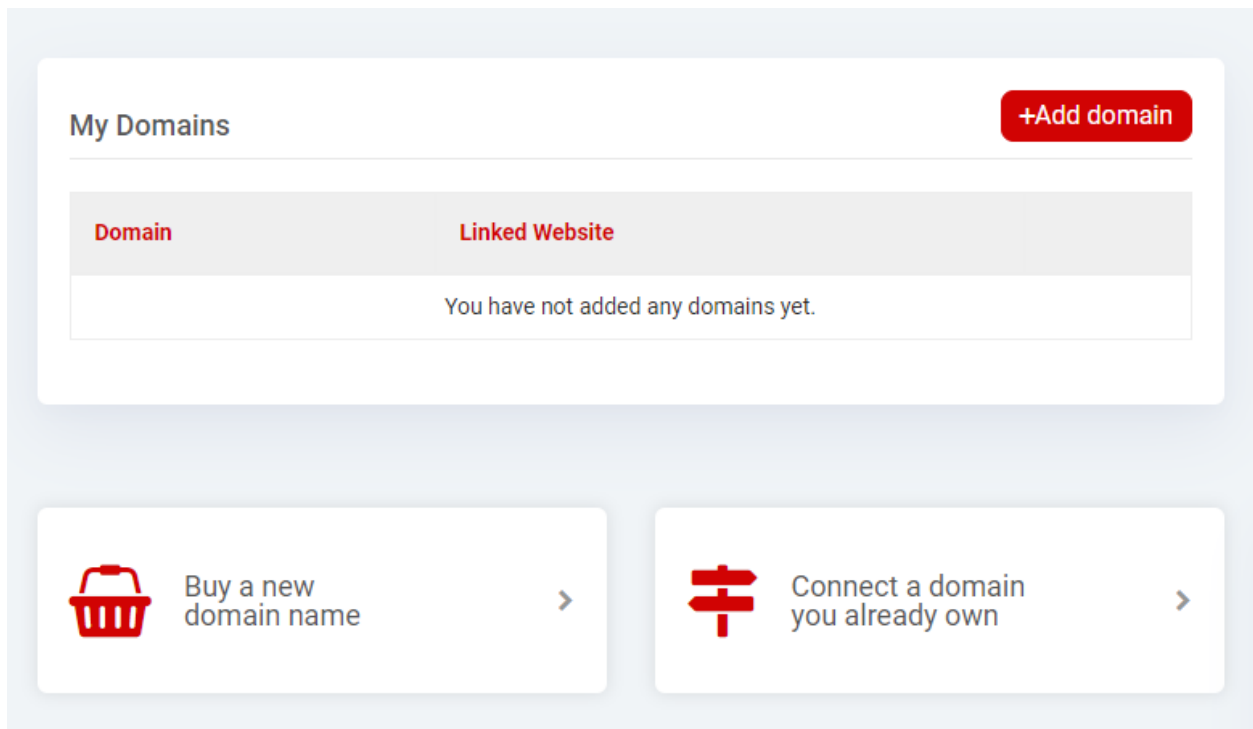 My Domains
+Add domain
Domain
Linked Website
You have not added any domains yet.
Buy a new
domain name
Connect a domain
you already own